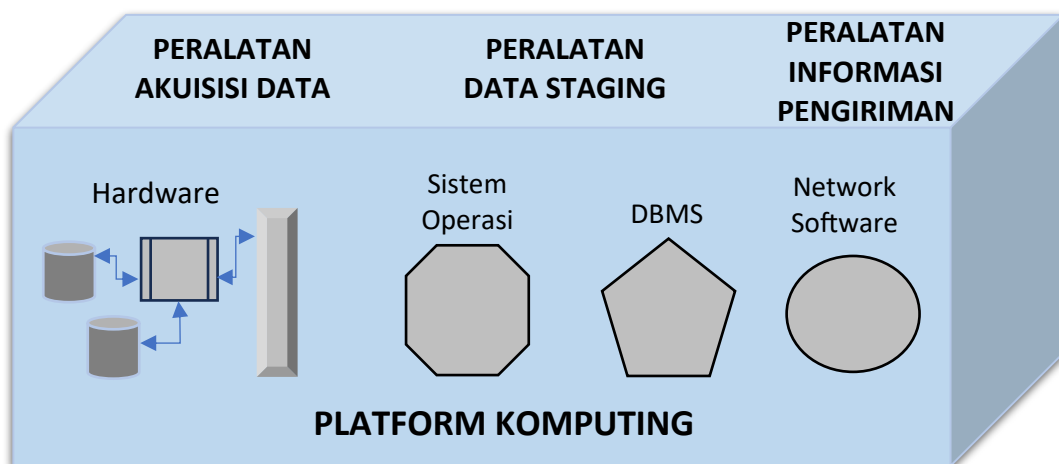 PERALATAN
AKUISISI DATA
PERALATAN
DATA STAGING
PERALATAN
INFORMASI
PENGIRIMAN
Hardware
Sistem
Operasi
DBMS
Network
Software
PLATFORM KOMPUTING